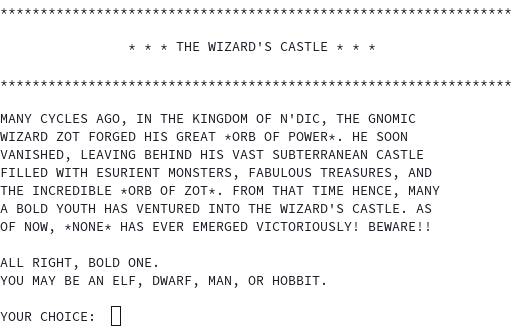 ****************************************************************
* * * THE WIZARD'S CASTLE * * *
****************************************************************
MANY CYCLES AGO, IN THE KINGDOM OF N'DIC, THE GNOMIC
WIZARD ZOT FORGED HIS GREAT *ORB OF POWER*. HE SOON
VANISHED, LEAVING BEHIND HIS VAST SUBTERRANEAN CASTLE
FILLED WITH ESURIENT MONSTERS, FABULOUS TREASURES, AND
THE INCREDIBLE *ORB OF ZOT*. FROM THAT TIME HENCE, MANY
A BOLD YOUTH HAS VENTURED INTO THE WIZARD'S CASTLE. AS
OF NOW, *NONE* HAS EVER EMERGED VICTORIOUSLY! BEWARE!!
ALL RIGHT, BOLD ONE.
YOU MAY BE AN ELF, DWARF, MAN, OR HOBBIT.
YOUR CHOICE: